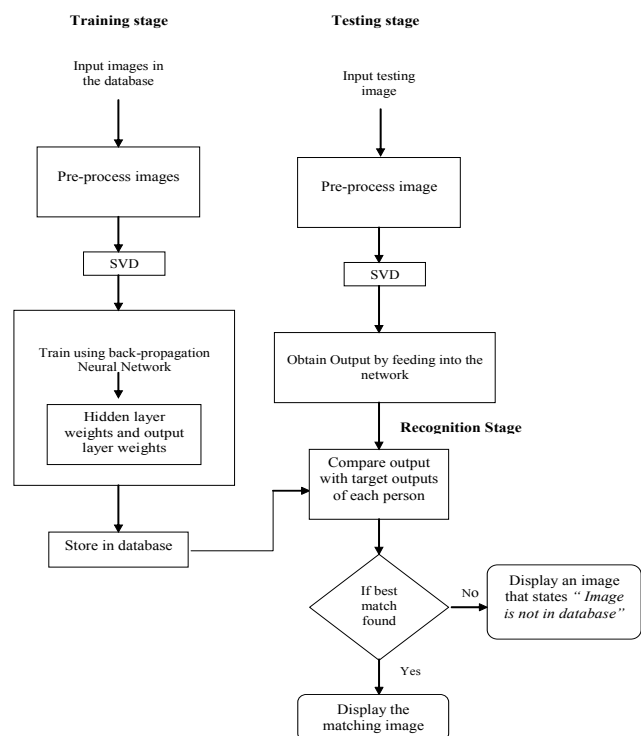 Training stage
Input images in
the database
Pre-process images
SVD
Train using back-propagation
Neural Network
Hidden layer
weights and output
layer weights
Store in database
Testing stage
Input testing
image
Pre-process image
SVD
Obtain Output by feeding into the
network
Recognition Stage
Compare output
with target outputs
of each person
If best
match
found
No
Display an image
that states “ Image
is not in database”
Yes
Display the
matching image